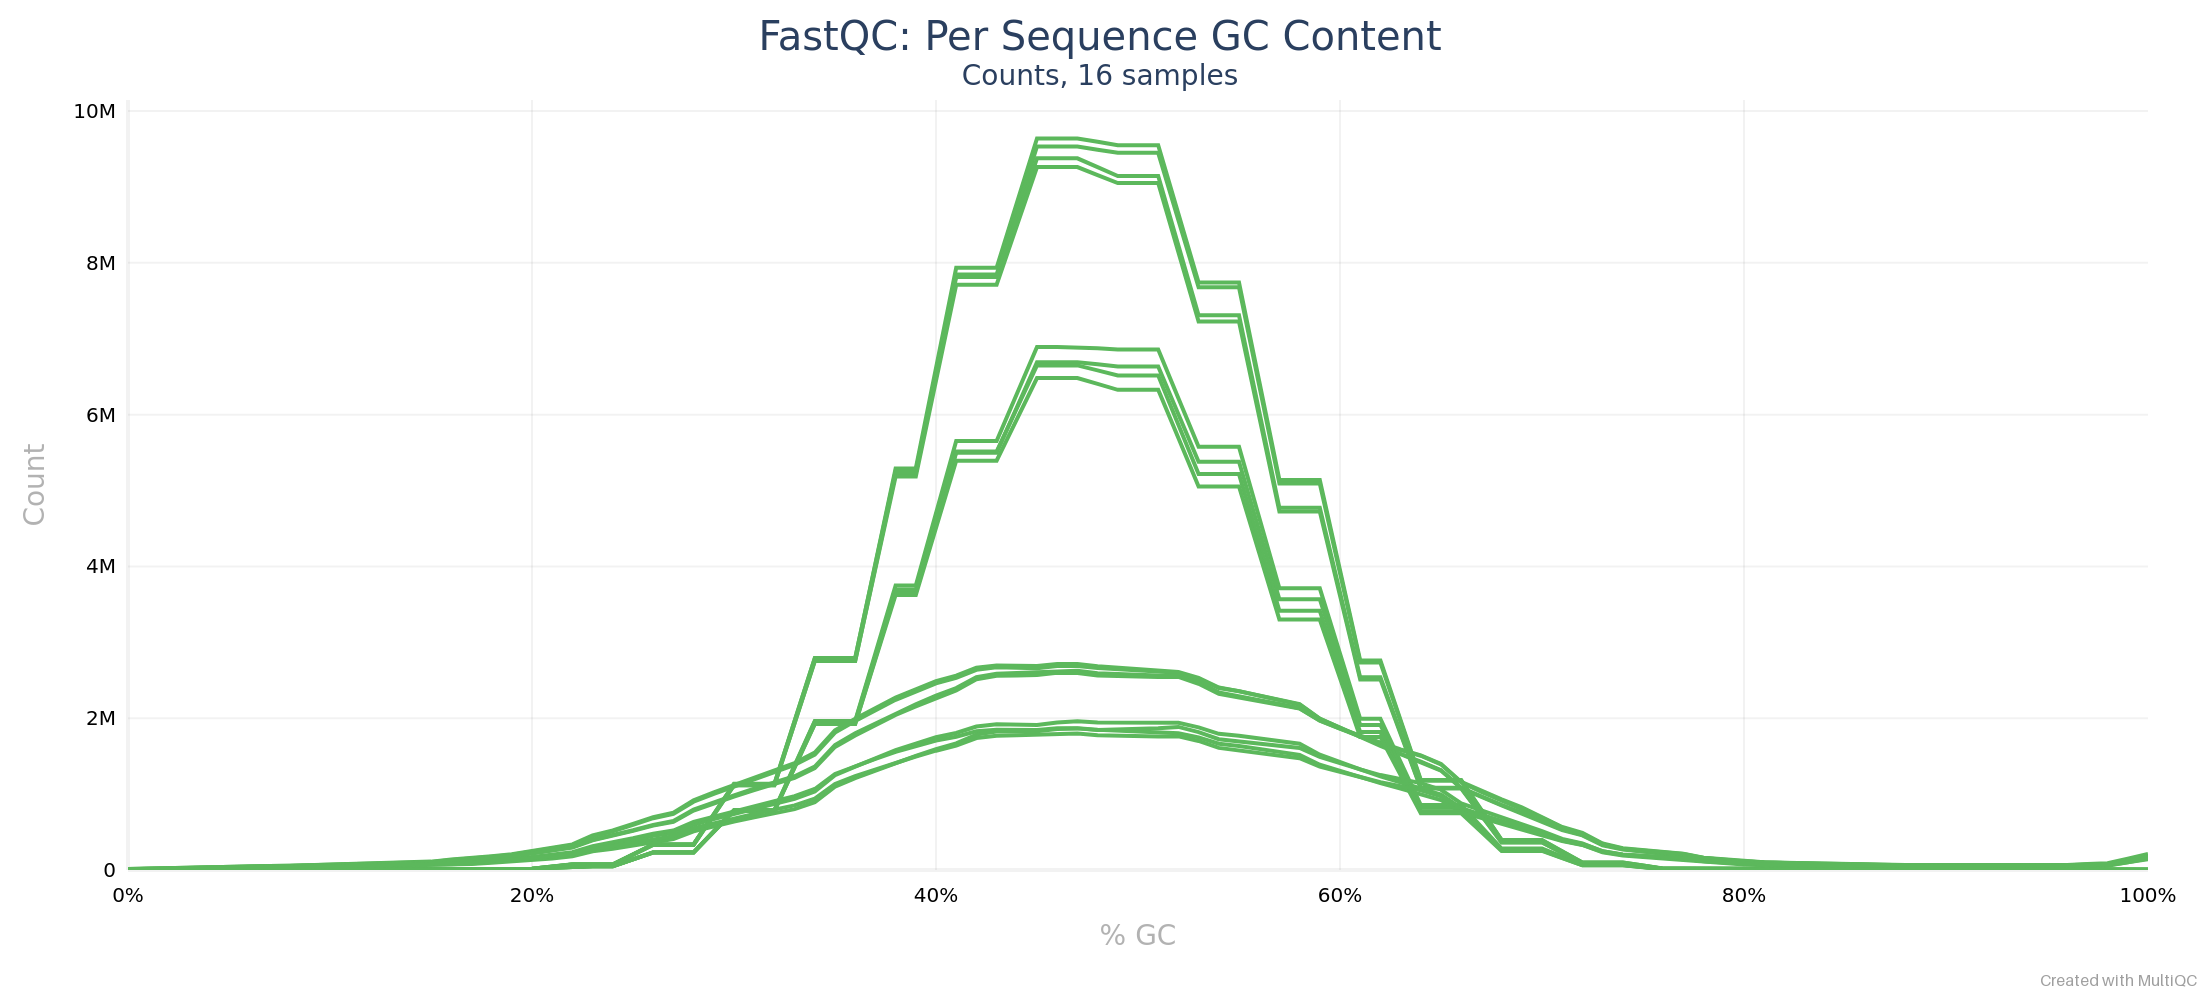 FastQC: Per Sequence GC Content
Counts, 16 samples
10M
8M
6M
4M
2M
0
Count
0%
20%
40%
60%
80%
100%
% GC
Created with MultiQC